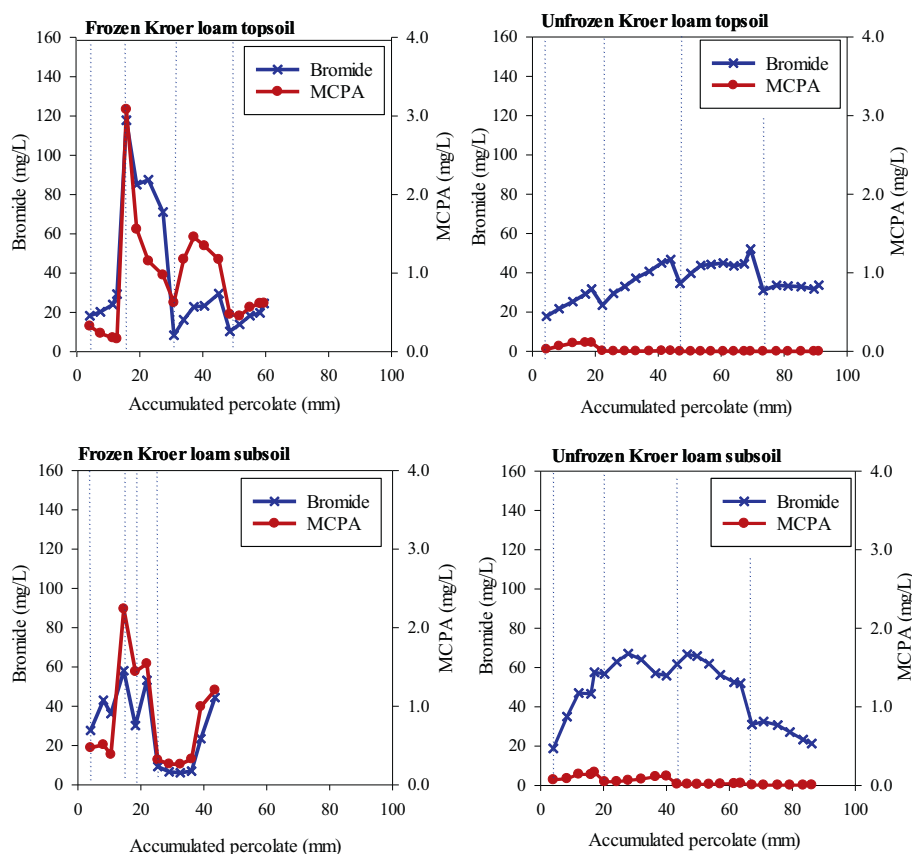 Frozen Kroer loam topsoil
160
140
120
100
80
60
40
20
0
Bromide (mg/L)
4.0
3.0
2.0
1.0
0.0
MCPA (mg/L)
Bromide
MCPA
0 20 40 60 80 100
Accumulated percolate (mm)
Unfrozen Kroer loam topsoil
160
140
120
100
80
60
40
20
0
Bromide (mg/L)
4.0
3.0
2.0
1.0
0.0
MCPA (mg/L)
Bromide
MCPA
0 20 40 60 80 100
Accumulated percolate (mm)
Frozen Kroer loam subsoil
160
140
120
100
80
60
40
20
0
Bromide (mg/L)
4.0
3.0
2.0
1.0
0.0
MCPA (mg/L)
Bromide
MCPA
0 20 40 60 80 100
Accumulated percolate (mm)
Unfrozen Kroer loam subsoil
160
140
120
100
80
60
40
20
0
Bromide (mg/L)
4.0
3.0
2.0
1.0
0.0
MCPA (mg/L)
Bromide
MCPA
0 20 40 60 80 100
Accumulated percolate (mm)